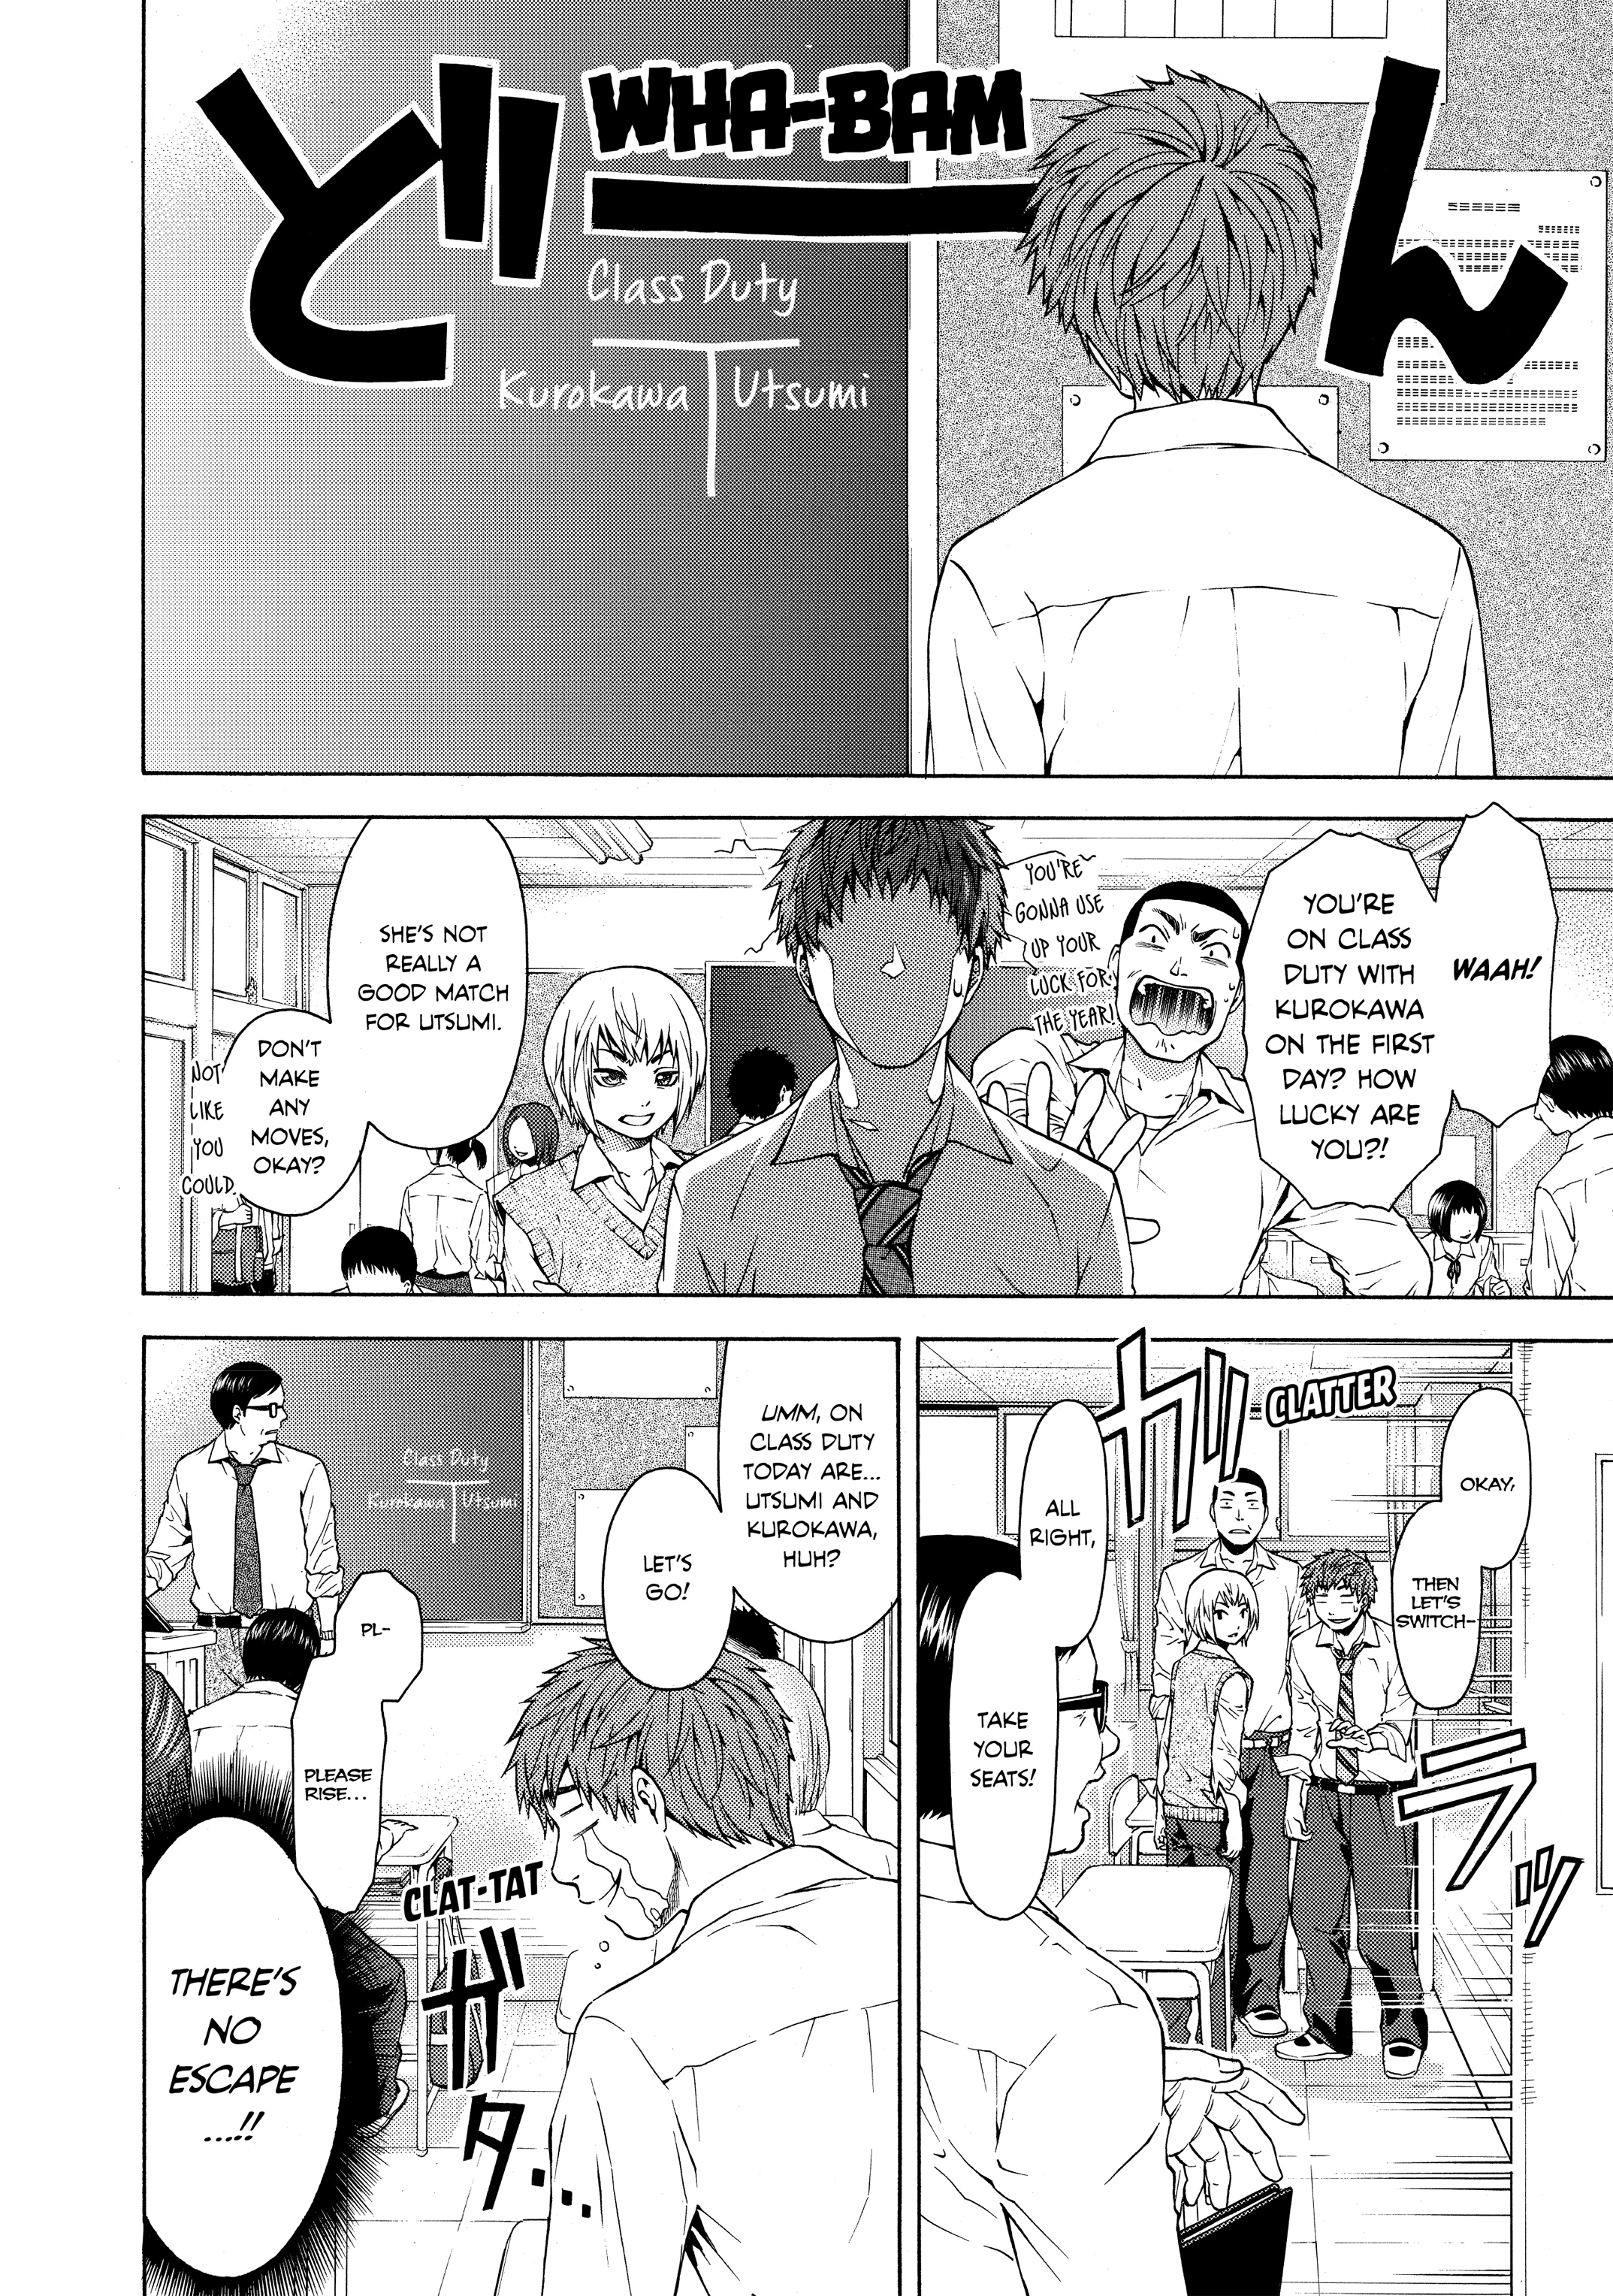 WHA-BAM
どーん
Class Duty
Kurokawa
Utsumi
WAAH!
YOU'RE
ON CLASS
DUTY WITH
KUROKAWA
ON THE FIRST
DAY? HOW
LUCKY ARE
YOU?!
YOU'RE
GONNA USE
UP YOUR
LUCK FOR
THE YEAR!
SHE'S NOT
REALLY A
GOOD MATCH
FOR UTSUMI.
DON'T
MAKE
ANY
MOVES,
OKAY?
NOT
LIKE
YOU
COULD.
OKAY,
THEN
LET'S
SWITCH-
CLATTER
ガラッ
ALL
RIGHT,
TAKE
YOUR
SEATS!
UMM, ON
CLASS DUTY
TODAY ARE...
UTSUMI AND
KUROKAWA,
HUH?
LET'S
GO!
Class Duty
Kurokawa
Utsumi
PL-
PLEASE
RISE...
CLAT-TAT
ガタ...
THERE'S
NO
ESCAPE
...!!